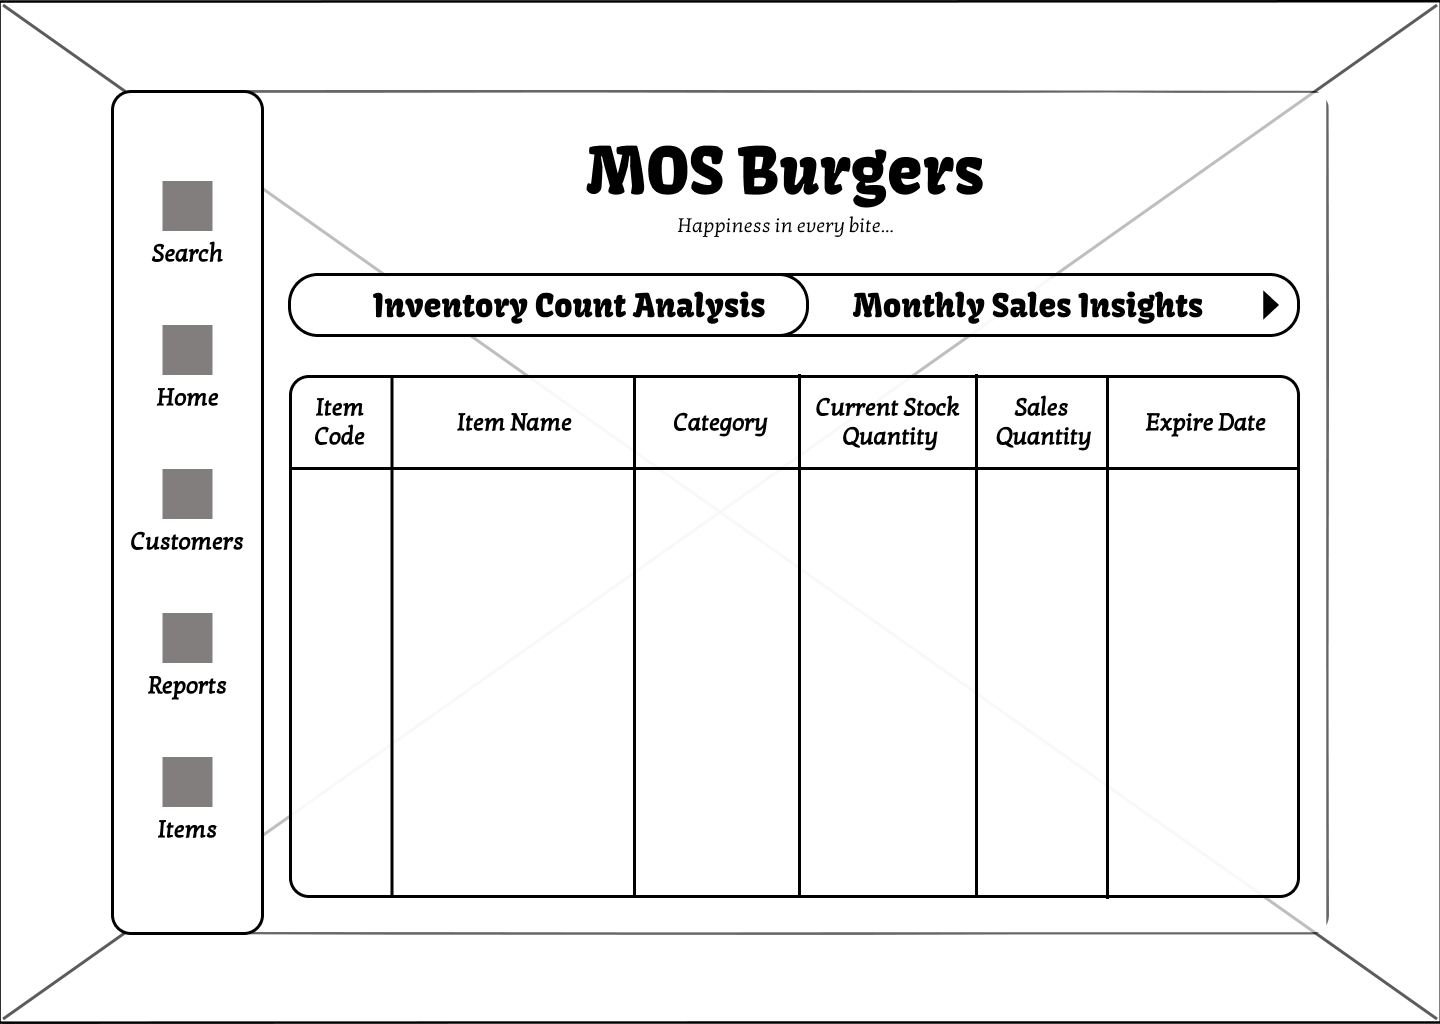 MOS Burgers
Happiness in every bite...
Search
Home
Customers
Reports
Items
Inventory Count Analysis
Monthly Sales Insights
Item
Code
Item Name
Category
Current Stock
Quantity
Sales
Quantity
Expire Date